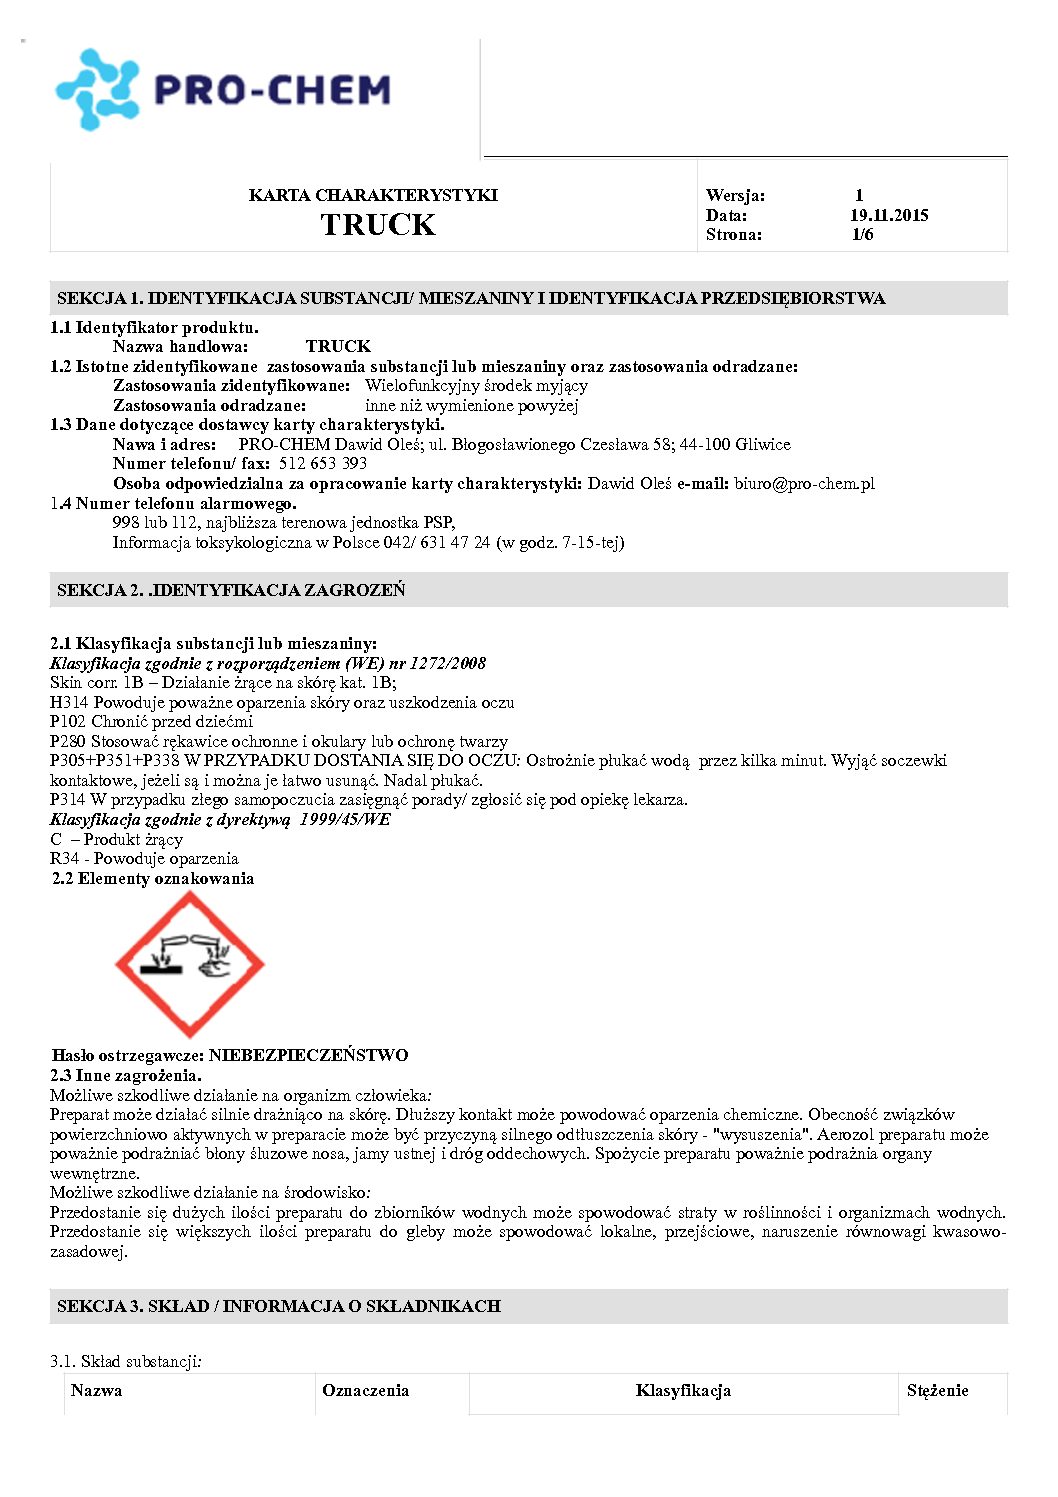 PRO-CHEM
KARTA CHARAKTERYSTYKI
TRUCK
Wersja: 1
Data: 19.11.2015
Strona: 1/6
SEKCJA 1. IDENTYFIKACJA SUBSTANCJI/ MIESZANINY I IDENTYFIKACJA PRZEDSIĘBIORSTWA
1.1 Identyfikator produktu.
Nazwa handlowa: TRUCK
1.2 Istotne zidentyfikowane zastosowania substancji lub mieszaniny oraz zastosowania odradzane:
Zastosowania zidentyfikowane: Wielofunkcyjny środek myjący
Zastosowania odradzane: inne niż wymienione powyżej
1.3 Dane dotyczące dostawcy karty charakterystyki.
Nawa i adres: PRO-CHEM Dawid Oleś; ul. Błogosławionego Czesława 58; 44-100 Gliwice
Numer telefonu/ fax: 512 653 393
Osoba odpowiedzialna za opracowanie karty charakterystyki: Dawid Oleś e-mail: biuro@pro-chem.pl
1.4 Numer telefonu alarmowego.
998 lub 112, najbliższa terenowa jednostka PSP,
Informacja toksykologiczna w Polsce 042/ 631 47 24 (w godz. 7-15-tej)
SEKCJA 2. .IDENTYFIKACJA ZAGROZEŃ
2.1 Klasyfikacja substancji lub mieszaniny:
Klasyfikacja zgodnie z rozporządzeniem (WE) nr 1272/2008
Skin corr. 1B – Działanie żrące na skórę kat. 1B;
H314 Powoduje poważne oparzenia skóry oraz uszkodzenia oczu
P102 Chronić przed dziećmi
P280 Stosować rękawice ochronne i okulary lub ochronę twarzy
P305+P351+P338 W PRZYPADKU DOSTANIA SIĘ DO OCZU: Ostrożnie płukać wodą przez kilka minut. Wyjąć soczewki
kontaktowe, jeżeli są i można je łatwo usunąć. Nadal płukać.
P314 W przypadku złego samopoczucia zasięgnąć porady/ zgłosić się pod opiekę lekarza.
Klasyfikacja zgodnie z dyrektywą 1999/45/WE
C – Produkt żrący
R34 - Powoduje oparzenia
2.2 Elementy oznakowania
Hasło ostrzegawcze: NIEBEZPIECZEŃSTWO
2.3 Inne zagrożenia.
Możliwe szkodliwe działanie na organizm człowieka:
Preparat może działać silnie drażniąco na skórę. Dłuższy kontakt może powodować oparzenia chemiczne. Obecność związków
powierzchniowo aktywnych w preparacie może być przyczyną silnego odtłuszczenia skóry - "wysuszenia". Aerozol preparatu może
poważnie podrażniać błony śluzowe nosa, jamy ustnej i dróg oddechowych. Spożycie preparatu poważnie podrażnia organy
wewnętrzne.
Możliwe szkodliwe działanie na środowisko:
Przedostanie się dużych ilości preparatu do zbiorników wodnych może spowodować straty w roślinności i organizmach wodnych.
Przedostanie się większych ilości preparatu do gleby może spowodować lokalne, przejściowe, naruszenie równowagi kwasowo-
zasadowej.
SEKCJA 3. SKŁAD / INFORMACJA O SKŁADNIKACH
3.1. Skład substancji:
Nazwa Oznaczenia Klasyfikacja Stężenie